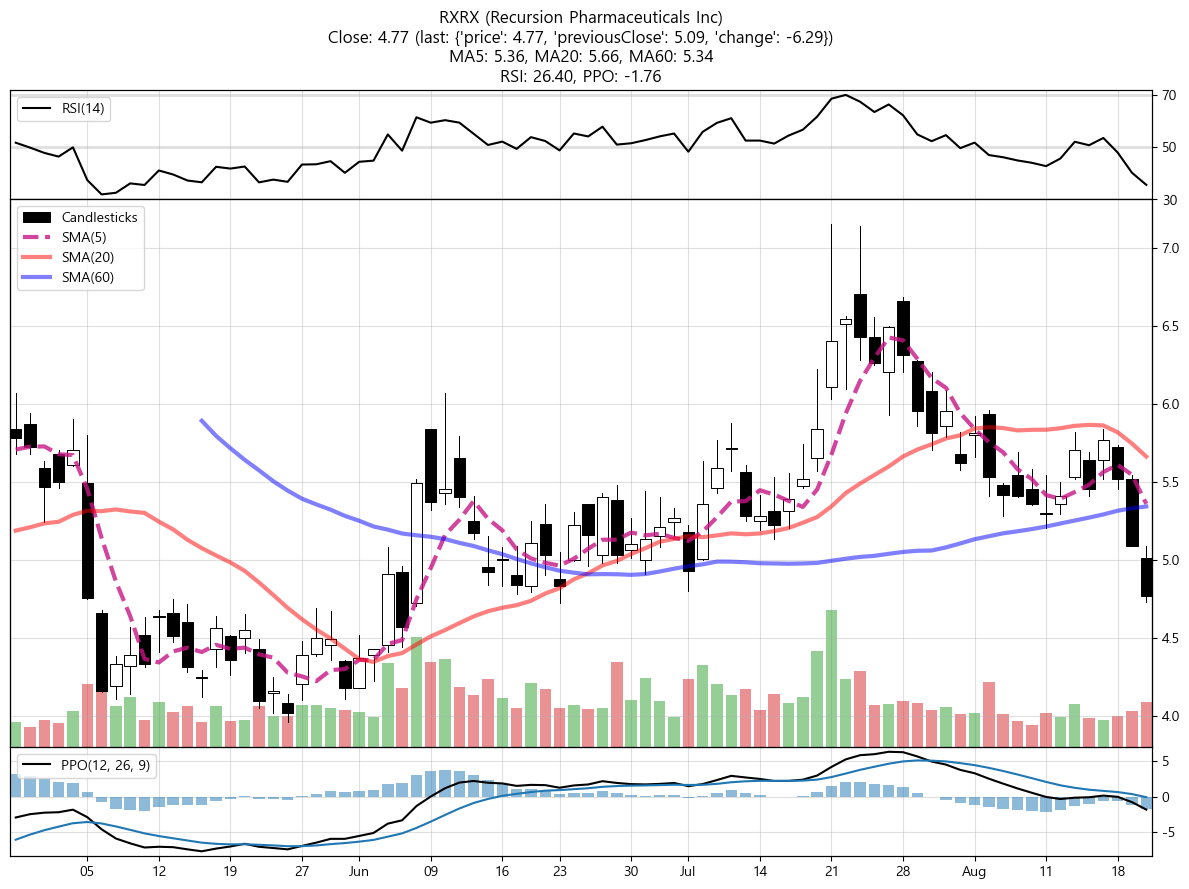 RXRX (Recursion Pharmaceuticals Inc)
Close: 4.77 (last: {'price': 4.77, 'previousClose': 5.09, 'change': -6.29})
MA5: 5.36, MA20: 5.66, MA60: 5.34
RSI: 26.40, PPO: -1.76
RSI(14)
70
50
30
Candlesticks
SMA(5)
SMA(20)
SMA(60)
7.0
6.5
6.0
5.5
5.0
4.5
4.0
PPO(12, 26, 9)
5
0
-5
05 12 19 27 Jun 09 16 23 30 Jul 14 21 28 Aug 11 18